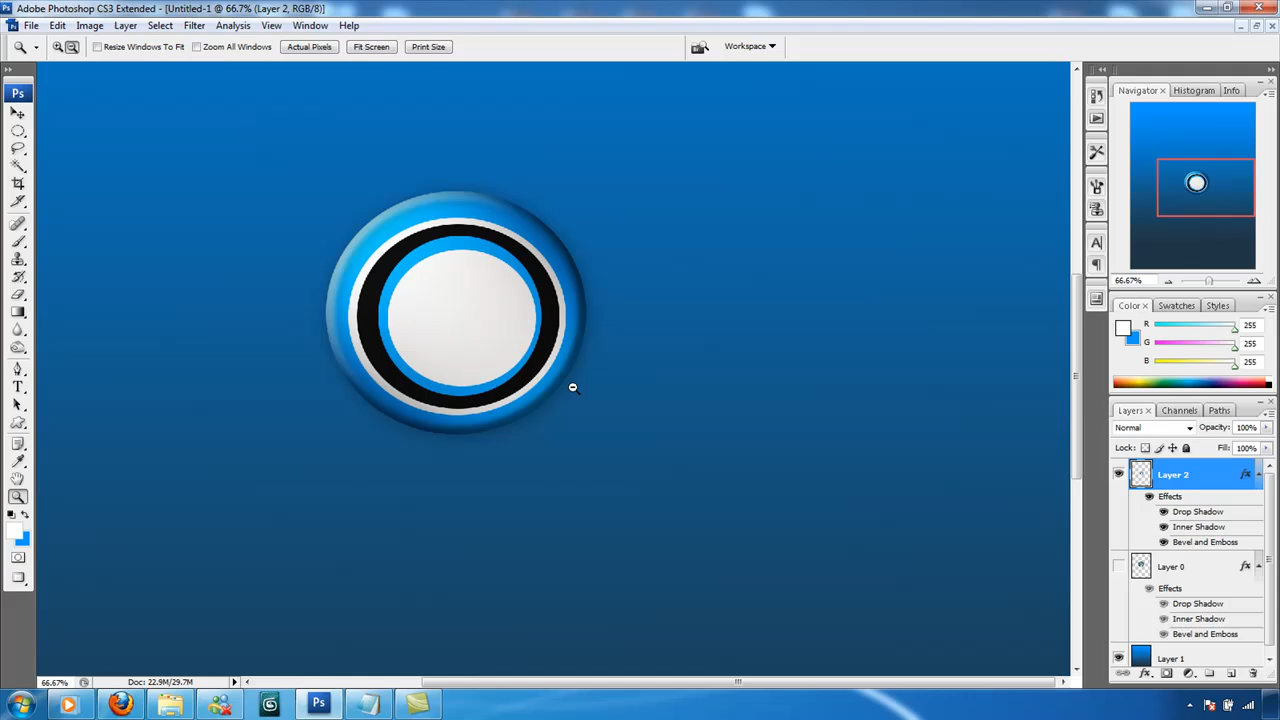 Adobe Photoshop CS3 Extended - [Untitled-1 @ 66.7% (Layer 2, RGB/8)]
File Edit Image Layer Select Filter Analysis View Window Help
Resize Windows To Fit Zoom All Windows Actual Pixels Fit Screen Print Size Workspace
Ps
Navigator Histogram Info
66.67%
Color Swatches Styles
R 255
G 255
B 255
Layers Channels Paths
Normal Opacity: 100%
Lock: Fill: 100%
Layer 2 fx
Effects
Drop Shadow
Inner Shadow
Bevel and Emboss
Layer 0 fx
Effects
Drop Shadow
Inner Shadow
Bevel and Emboss
Layer 1
66.67% Doc: 22.9M/29.7M
Ps